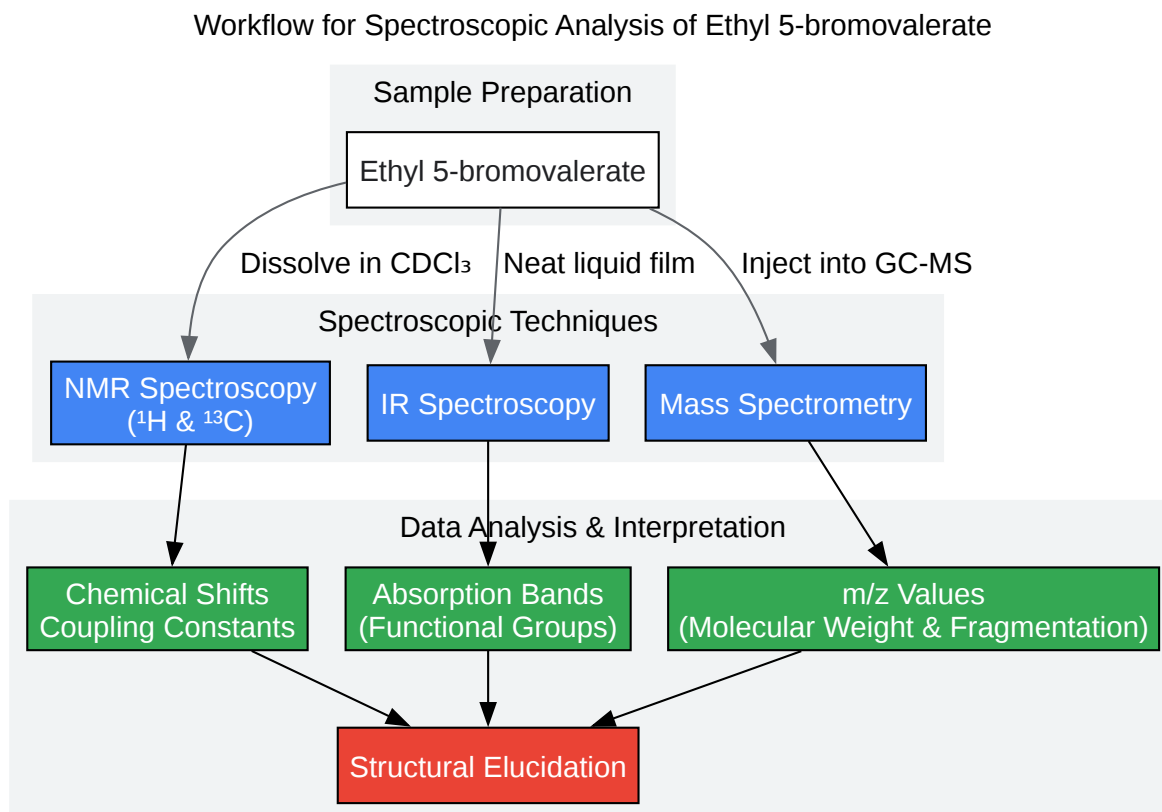 Workflow for Spectroscopic Analysis of Ethyl 5-bromovalerate
Sample Preparation
Ethyl 5-bromovalerate
Dissolve in CDCl₃
Neat liquid film
Inject into GC-MS
Spectroscopic Techniques
NMR Spectroscopy
(¹H & ¹³C)
IR Spectroscopy
Mass Spectrometry
Data Analysis & Interpretation
Chemical Shifts
Coupling Constants
Absorption Bands
(Functional Groups)
m/z Values
(Molecular Weight & Fragmentation)
Structural Elucidation